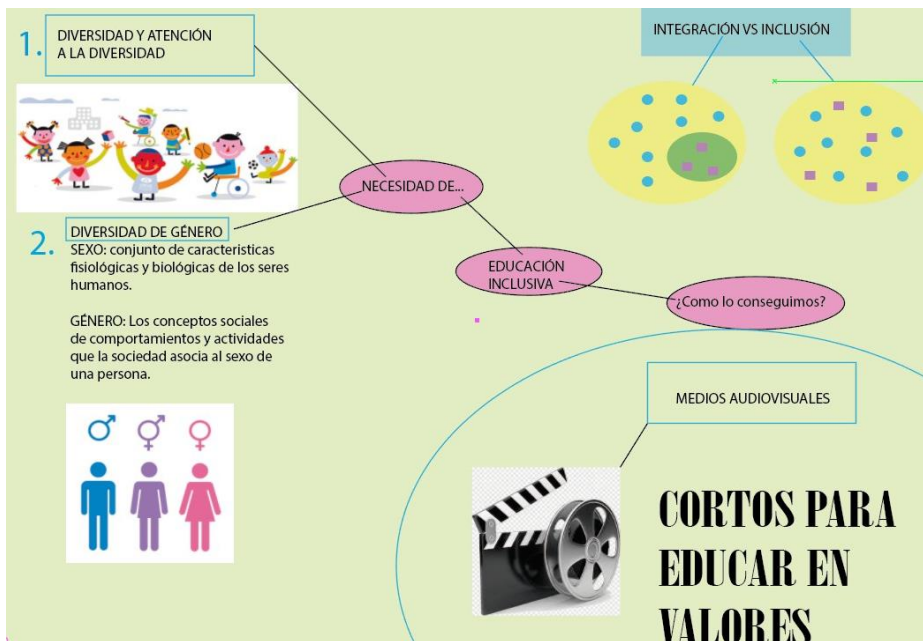 1.
DIVERSIDAD Y ATENCIÓN
A LA DIVERSIDAD
INTEGRACIÓN VS INCLUSIÓN
NECESIDAD DE...
2.
DIVERSIDAD DE GÉNERO
SEXO: conjunto de caracteristicas
fisiológicas y biológicas de los seres
humanos.
GÉNERO: Los conceptos sociales
de comportamientos y actividades
que la sociedad asocia al sexo de
una persona.
EDUCACIÓN
INCLUSIVA
¿Como lo conseguimos?
MEDIOS AUDIOVISUALES
CORTOS PARA
EDUCAR EN
VALORES